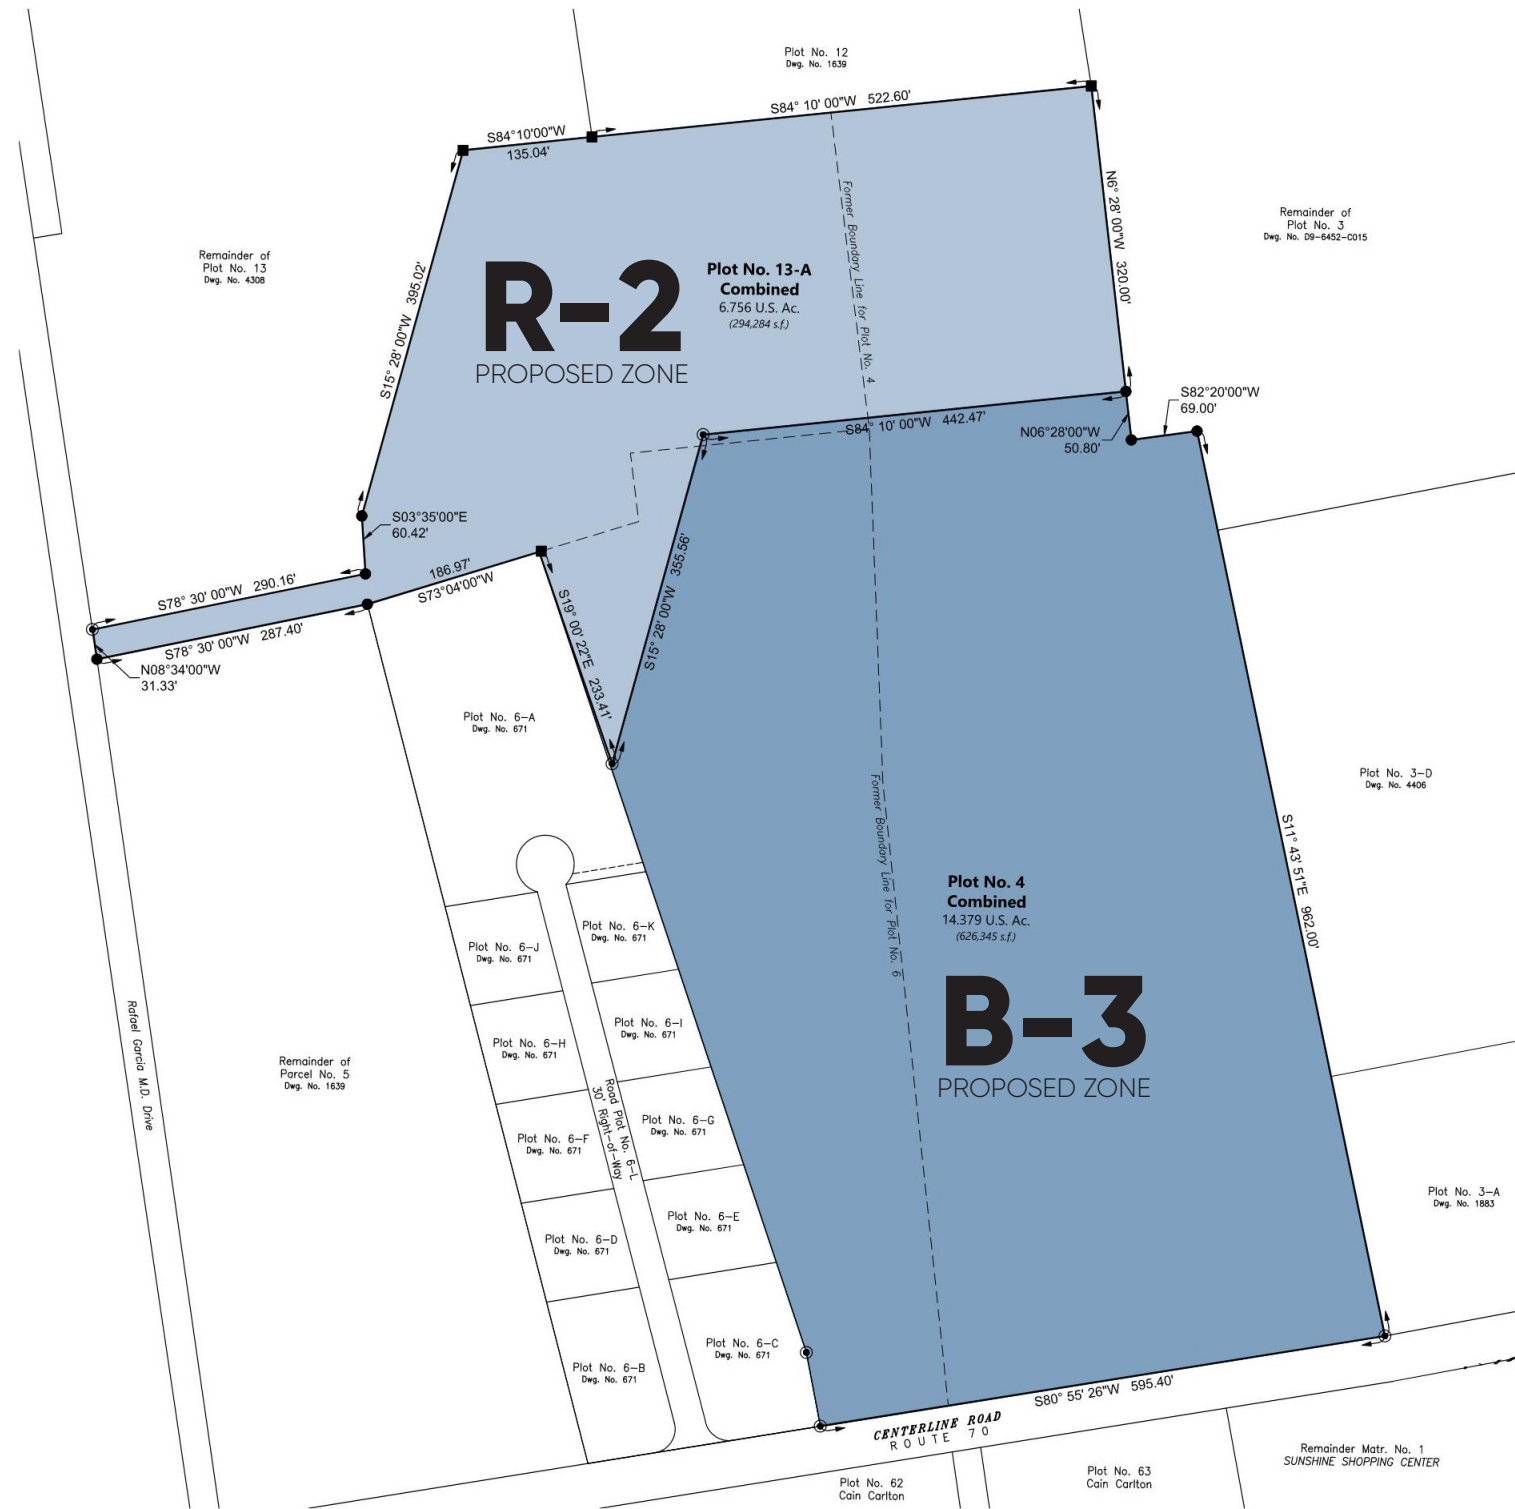 Plot No. 12
Dwg. No. 1639
S84° 10' 00"W 522.60'
S84°10'00"W
135.04'
N6° 28' 00"W 320.00'
Remainder of
Plot No. 3
Dwg. No. D9-6452-C015
Remainder of
Plot No. 13
Dwg. No. 4308
S15° 28' 00"W 395.02'
R-2
PROPOSED ZONE
Plot No. 13-A
Combined
6.756 U.S. Ac.
(294,284 s.f.)
Former Boundary Line for Plot No. 4
S82°20'00"W
69.00'
S84° 10' 00"W 442.47'
N06°28'00"W
50.80'
S03°35'00"E
60.42'
S78° 30' 00"W 290.16'
186.97'
S73°04'00"W
S78° 30' 00"W 287.40'
N08°34'00"W
31.33'
S19° 00' 22"E 233.41'
S15° 28' 00"W 355.56'
Plot No. 6-A
Dwg. No. 671
Former Boundary Line for Plot No. 6
Plot No. 3-D
Dwg. No. 4406
S11° 43' 51"E 962.00'
Plot No. 4
Combined
14.379 U.S. Ac.
(626,345 s.f.)
B-3
PROPOSED ZONE
Plot No. 6-K
Dwg. No. 671
Plot No. 6-J
Dwg. No. 671
Plot No. 6-I
Dwg. No. 671
Plot No. 6-H
Dwg. No. 671
Rafael Garcia M.D. Drive
Remainder of
Parcel No. 5
Dwg. No. 1639
Road Plot No. 6-L
30' Right-of-Way
Plot No. 6-G
Dwg. No. 671
Plot No. 6-F
Dwg. No. 671
Plot No. 6-E
Dwg. No. 671
Plot No. 6-D
Dwg. No. 671
Plot No. 3-A
Dwg. No. 1883
Plot No. 6-C
Dwg. No. 671
Plot No. 6-B
Dwg. No. 671
S80° 55' 26"W 595.40'
CENTERLINE ROAD
ROUTE 70
Remainder Matr. No. 1
SUNSHINE SHOPPING CENTER
Plot No. 63
Cain Carlton
Plot No. 62
Cain Carlton